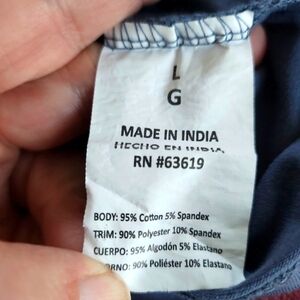 L
G
MADE IN INDIA
HECHO EN INDIA
RN #63619
BODY: 95% Cotton 5% Spandex
TRIM: 90% Polyester 10% Spandex
CUERPO: 95% Algodón 5% Elastano
90% Poliéster 10% Elastano